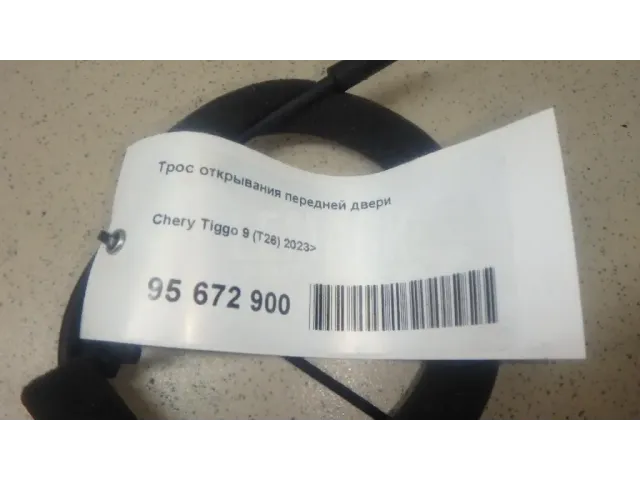 Трос открывания передней двери
Chery Tiggo 9 (T26) 2023>
95 672 900